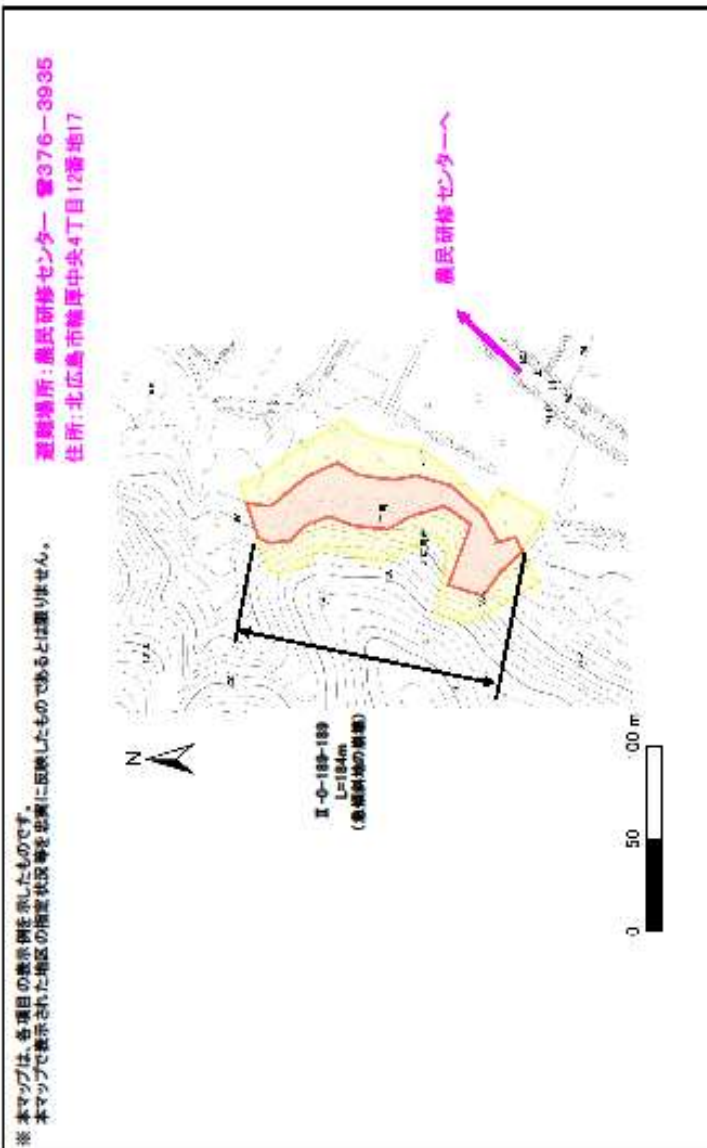 ※ 本マップは、各項目の表示例を示したものです。
本マップで表示された地区の指定状況等を忠実に反映したものであるとは限りません。
避難場所：農民研修センター ☎376-3935
住所：北広島市輪厚中央4丁目12番地17
農民研修センターへ
N
Ⅱ-0-189-189
L=184m
（急傾斜地の崩壊）
0 50 100 m